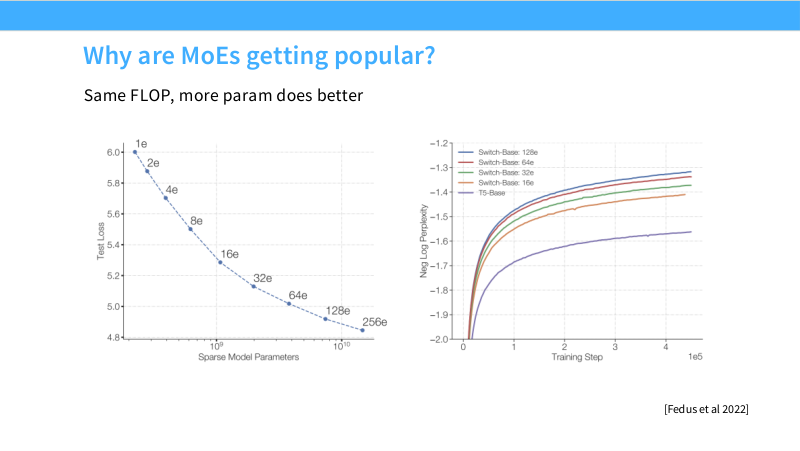 Why are MoEs getting popular?
Same FLOP, more param does better
1e
2e
4e
8e
16e
32e
64e
128e
256e
6.0
5.8
5.6
5.4
5.2
5.0
4.8
Test Loss
10⁹
10¹⁰
Sparse Model Parameters
−1.2
−1.3
−1.4
−1.5
−1.6
−1.7
−1.8
−1.9
−2.0
Neg Log Perplexity
Switch-Base: 128e
Switch-Base: 64e
Switch-Base: 32e
Switch-Base: 16e
T5-Base
0 1 2 3 4
Training Step
1e5
[Fedus et al 2022]